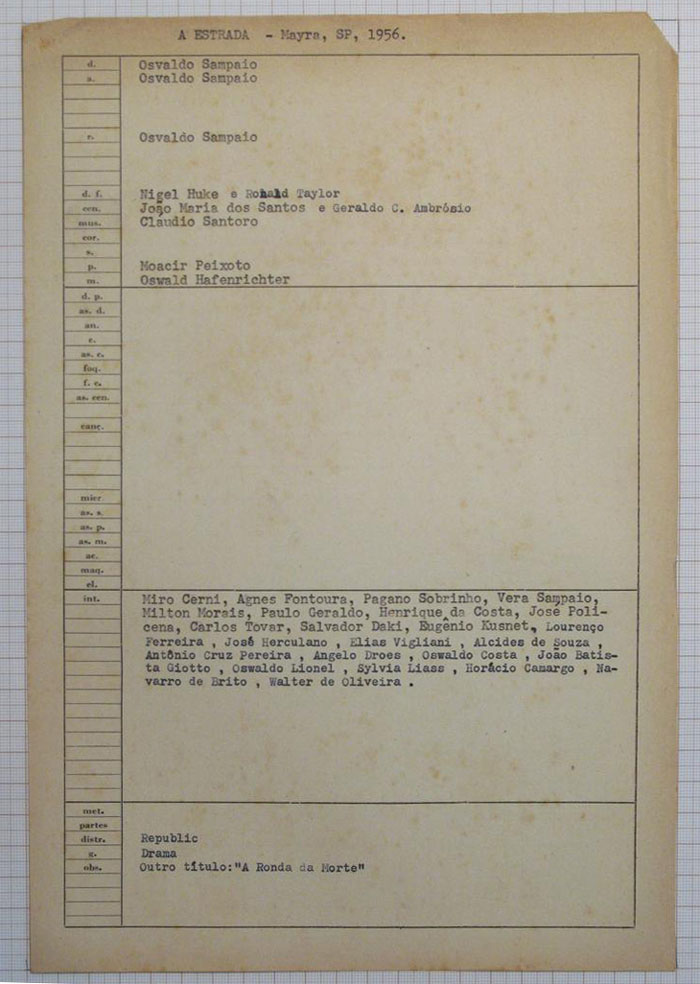 A ESTRADA - Mayra, SP, 1956.
d. Osvaldo Sampaio
a. Osvaldo Sampaio
r. Osvaldo Sampaio
d. f. Nigel Huke e Ronald Taylor
cen. João Maria dos Santos e Geraldo C. Ambrósio
mus. Claudio Santoro
cor.
s.
p. Moacir Peixoto
m. Oswald Hafenrichter
d. p.
as. d.
an.
c.
as. c.
foq.
f. c.
as. cen.
canç.
mier
as. s.
as. p.
as. m.
ac.
maq.
el.
int. Miro Cerni, Agnes Fontoura, Pagano Sobrinho, Vera Sampaio,
Milton Morais, Paulo Geraldo, Henrique da Costa, José Poli-
cena, Carlos Tovar, Salvador Daki, Eugênio Kusnet, Lourenço
Ferreira , José Herculano , Elias Vigliani , Alcides de Souza ,
Antônio Cruz Pereira , Angelo Droes , Oswaldo Costa , João Batis-
ta Giotto , Oswaldo Lionel , Sylvia Liass , Horácio Camargo , Na-
varro de Brito , Walter de Oliveira .
met.
partes
distr. Republic
g. Drama
obs. Outro título:"A Ronda da Morte"